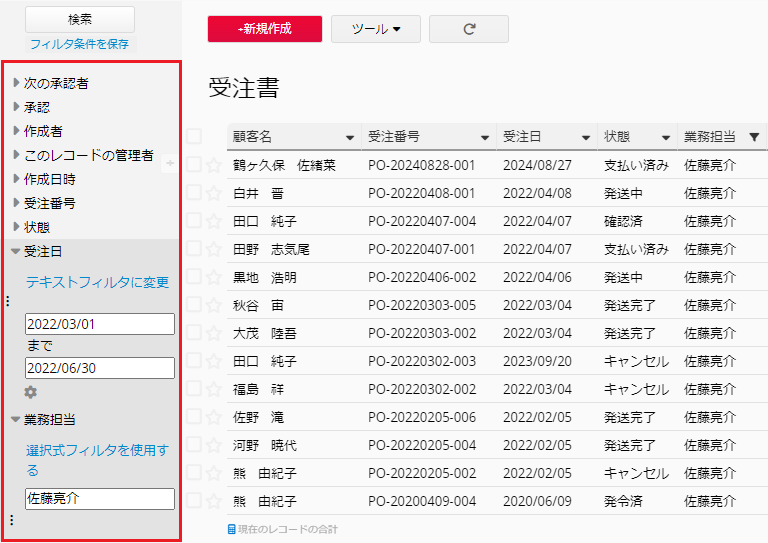 検索
フィルタ条件を保存
次の承認者
承認
作成者
このレコードの管理者
作成日時
受注番号
状態
受注日
テキストフィルタに変更
2022/03/01
まで
2022/06/30
業務担当
選択式フィルタを使用す
る
佐藤亮介
+新規作成
ツール
受注書
顧客名 受注番号 受注日 状態 業務担当
鶴ヶ久保 佐緒菜 PO-20240828-001 2024/08/27 支払い済み 佐藤亮介
白井 晋 PO-20220408-001 2022/04/08 発送中 佐藤亮介
田口 純子 PO-20220407-004 2022/04/07 確認済 佐藤亮介
田野 志気尾 PO-20220407-001 2022/04/07 支払い済み 佐藤亮介
黒地 浩明 PO-20220406-002 2022/04/06 発送中 佐藤亮介
秋谷 宙 PO-20220303-005 2022/03/04 発送完了 佐藤亮介
大茂 陸吾 PO-20220303-003 2022/03/04 発送完了 佐藤亮介
田口 純子 PO-20220302-003 2023/09/20 キャンセル 佐藤亮介
福島 祥 PO-20220302-002 2022/03/04 キャンセル 佐藤亮介
佐野 滝 PO-20220205-006 2022/02/05 発送完了 佐藤亮介
河野 暁代 PO-20220205-004 2022/02/05 発送完了 佐藤亮介
熊 由紀子 PO-20220205-002 2022/02/05 キャンセル 佐藤亮介
熊 由紀子 PO-20200409-004 2020/06/09 発令済 佐藤亮介
現在のレコードの合計